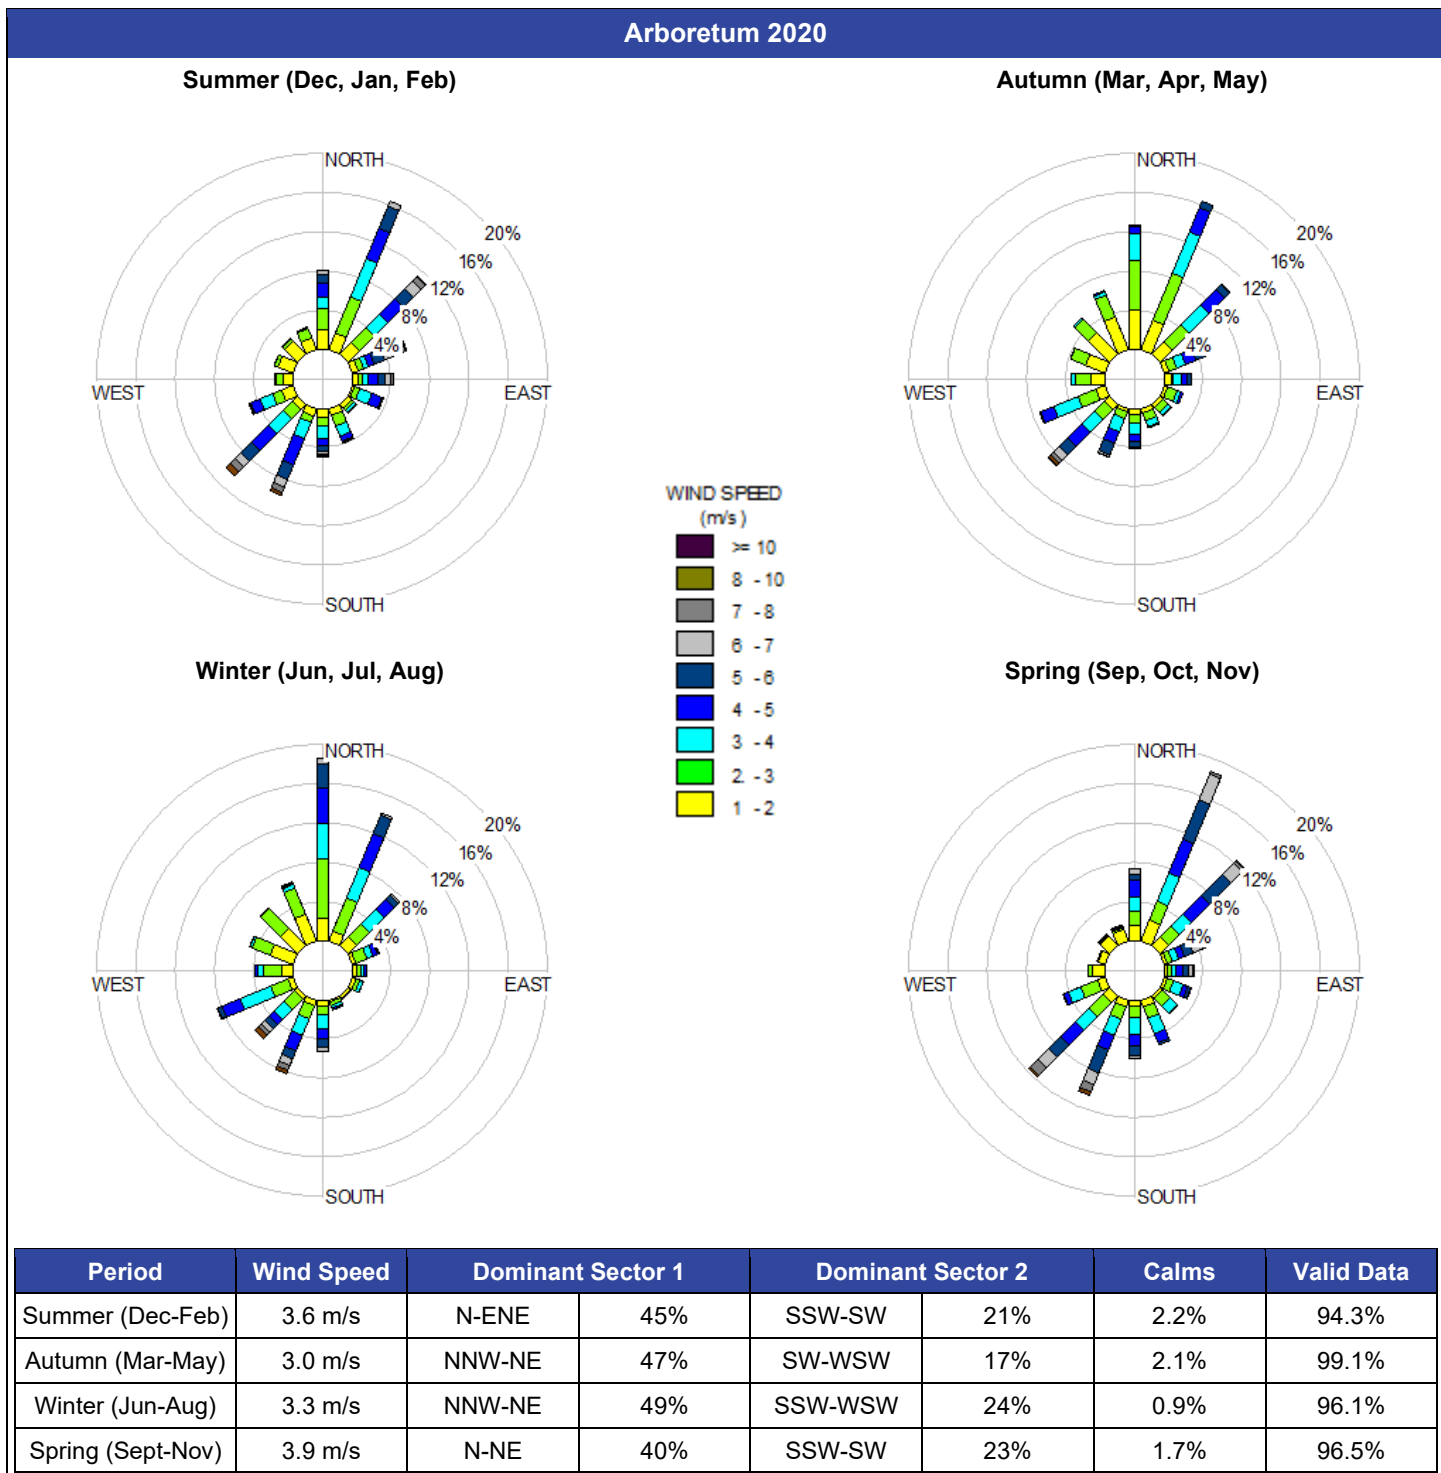 Arboretum 2020
Summer (Dec, Jan, Feb) Autumn (Mar, Apr, May)
NORTH
20%
16%
12%
8%
4%
WEST
EAST
SOUTH
NORTH
20%
16%
12%
8%
4%
WEST
EAST
SOUTH
WIND SPEED
(m/s)
>= 10
8 - 10
7 - 8
6 - 7
5 - 6
4 - 5
3 - 4
2 - 3
1 - 2
Winter (Jun, Jul, Aug) Spring (Sep, Oct, Nov)
NORTH
20%
16%
12%
8%
4%
WEST
EAST
SOUTH
NORTH
20%
16%
12%
8%
4%
WEST
EAST
SOUTH
Period Wind Speed Dominant Sector 1 Dominant Sector 2 Calms Valid Data
Summer (Dec-Feb) 3.6 m/s N-ENE 45% SSW-SW 21% 2.2% 94.3%
Autumn (Mar-May) 3.0 m/s NNW-NE 47% SW-WSW 17% 2.1% 99.1%
Winter (Jun-Aug) 3.3 m/s NNW-NE 49% SSW-WSW 24% 0.9% 96.1%
Spring (Sept-Nov) 3.9 m/s N-NE 40% SSW-SW 23% 1.7% 96.5%